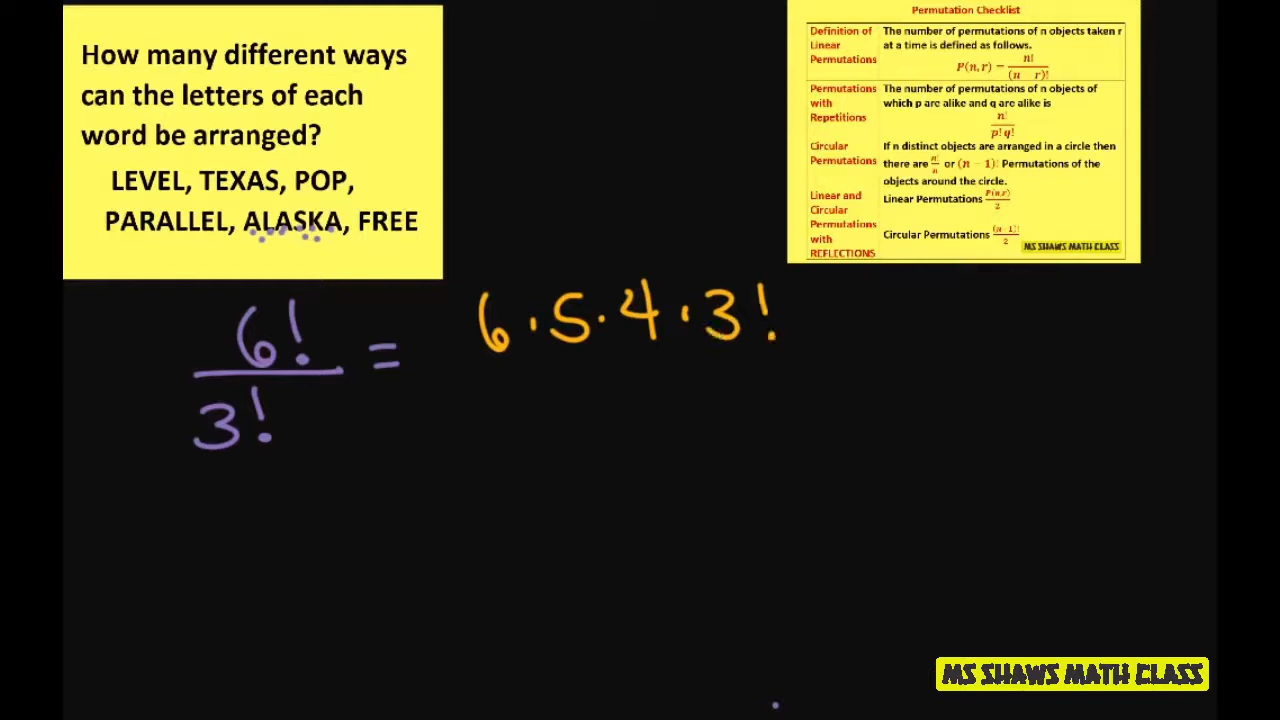 How many different ways
can the letters of each
word be arranged?
LEVEL, TEXAS, POP,
PARALLEL, ALASKA, FREE
Permutation Checklist
Definition of Linear Permutations
The number of permutations of n objects taken r
at a time is defined as follows.
P(n, r) = n! / (n − r)!
Permutations with Repetitions
The number of permutations of n objects of
which p are alike and q are alike is
n! / p! q!
Circular Permutations
If n distinct objects are arranged in a circle then
there are n!/n or (n − 1)! Permutations of the
objects around the circle.
Linear and Circular Permutations with REFLECTIONS
Linear Permutations P(n,r)/2
Circular Permutations (n−1)!/2
MS SHAWS MATH CLASS
6!
3!
= 6 · 5 · 4 · 3!
MS SHAWS MATH CLASS